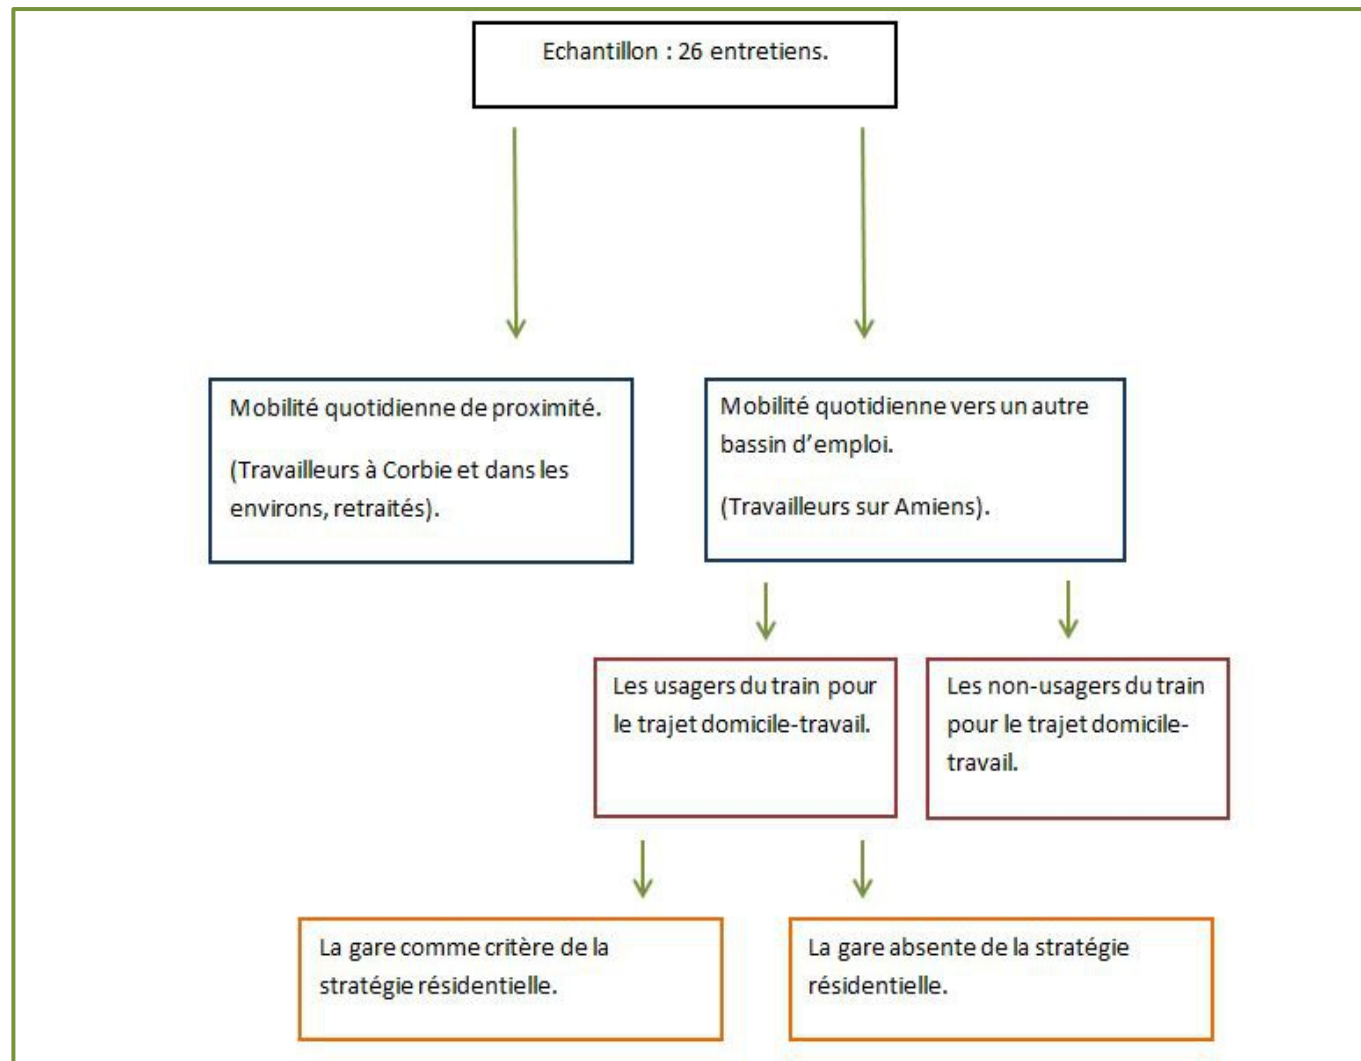 Echantillon : 26 entretiens.
Mobilité quotidienne de proximité.
(Travailleurs à Corbie et dans les
environs, retraités).
Mobilité quotidienne vers un autre
bassin d’emploi.
(Travailleurs sur Amiens).
Les usagers du train pour
le trajet domicile-travail.
Les non-usagers du train
pour le trajet domicile-
travail.
La gare comme critère de la
stratégie résidentielle.
La gare absente de la stratégie
résidentielle.